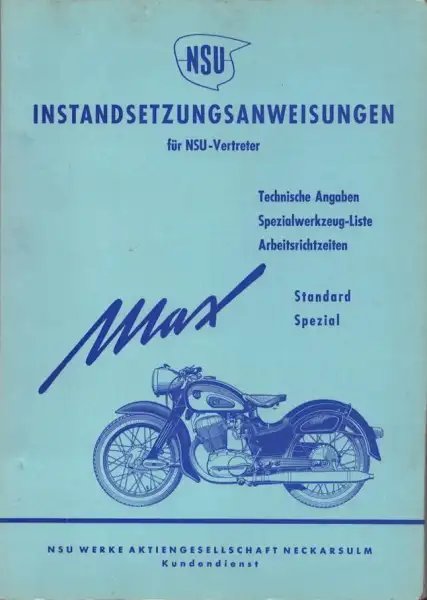 NSU
INSTANDSETZUNGSANWEISUNGEN
für NSU-Vertreter
Technische Angaben
Spezialwerkzeug-Liste
Arbeitsrichtzeiten
Max
Standard
Spezial
NSU WERKE AKTIENGESELLSCHAFT NECKARSULM
Kundendienst